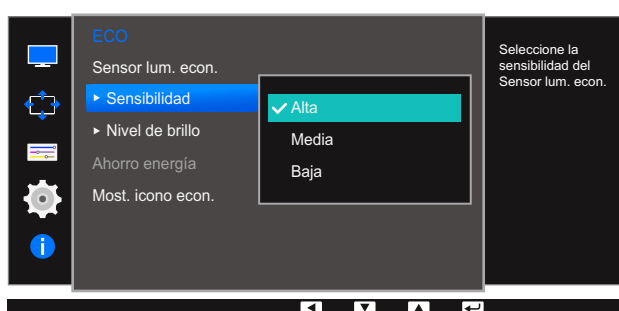 ECO
Sensor lum. econ.
Sensibilidad
Nivel de brillo
Ahorro energía
Most. icono econ.
Alta
Media
Baja
Seleccione la
sensibilidad del
Sensor lum. econ.